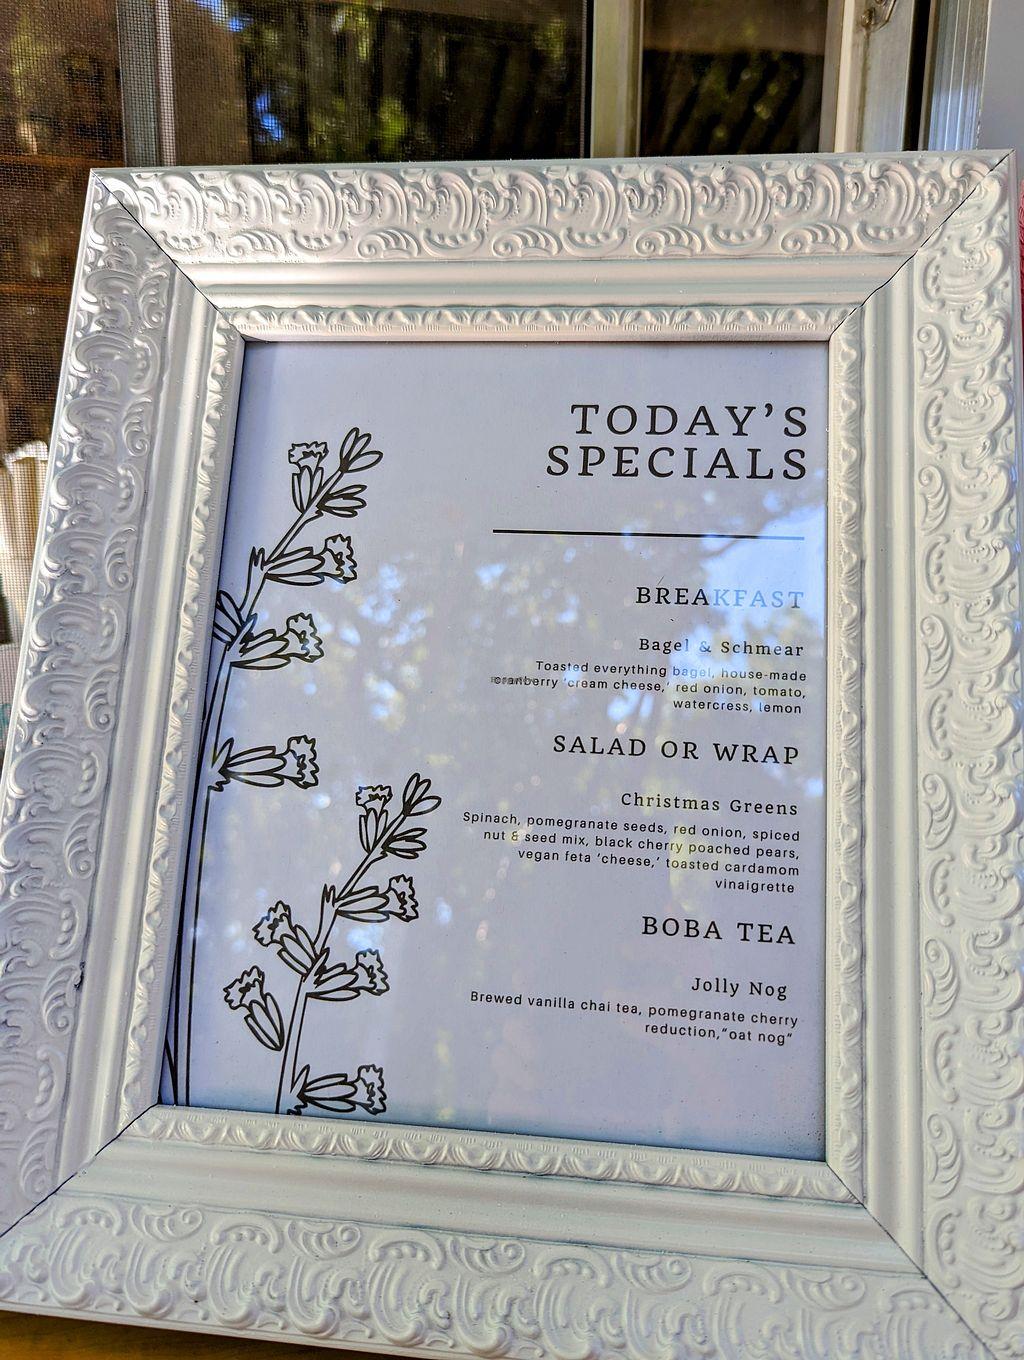 TODAY'S
SPECIALS
BREAKFAST
Bagel & Schmear
Toasted everything bagel, house-made
cranberry 'cream cheese,' red onion, tomato,
watercress, lemon
SALAD OR WRAP
Christmas Greens
Spinach, pomegranate seeds, red onion, spiced
nut & seed mix, black cherry poached pears,
vegan feta 'cheese,' toasted cardamom
vinaigrette
BOBA TEA
Jolly Nog
Brewed vanilla chai tea, pomegranate cherry
reduction,"oat nog"